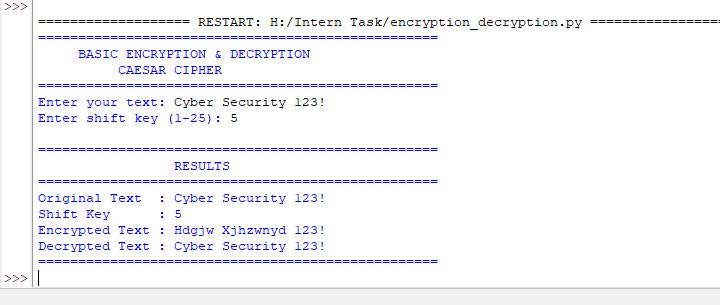 >>>
==================== RESTART: H:/Intern Task/encryption_decryption.py ================
==================================================
BASIC ENCRYPTION & DECRYPTION
CAESAR CIPHER
==================================================
Enter your text: Cyber Security 123!
Enter shift key (1-25): 5
==================================================
RESULTS
==================================================
Original Text  : Cyber Security 123!
Shift Key      : 5
Encrypted Text : Hdgjw Xjhzwnyd 123!
Decrypted Text : Cyber Security 123!
==================================================
>>>